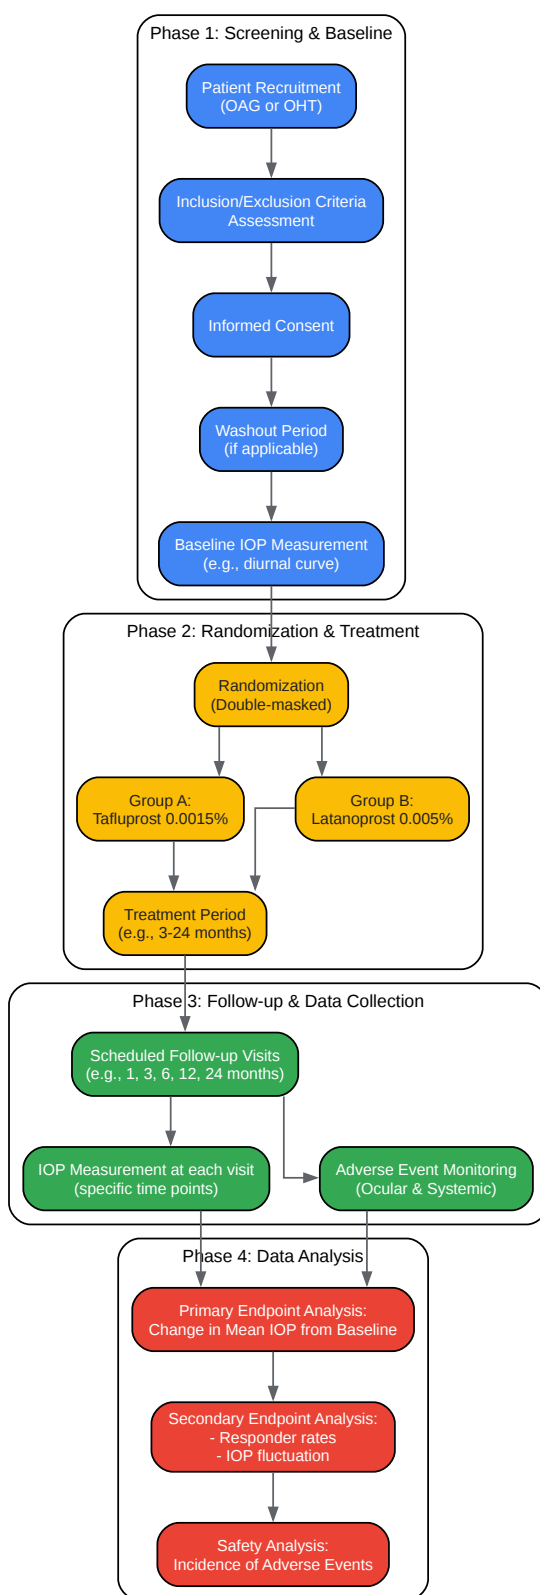 Phase 1: Screening & Baseline
Patient Recruitment
(OAG or OHT)
Inclusion/Exclusion Criteria
Assessment
Informed Consent
Washout Period
(if applicable)
Baseline IOP Measurement
(e.g., diurnal curve)
Phase 2: Randomization & Treatment
Randomization
(Double-masked)
Group A:
Tafluprost 0.0015%
Group B:
Latanoprost 0.005%
Treatment Period
(e.g., 3-24 months)
Phase 3: Follow-up & Data Collection
Scheduled Follow-up Visits
(e.g., 1, 3, 6, 12, 24 months)
IOP Measurement at each visit
(specific time points)
Adverse Event Monitoring
(Ocular & Systemic)
Phase 4: Data Analysis
Primary Endpoint Analysis:
Change in Mean IOP from Baseline
Secondary Endpoint Analysis:
- Responder rates
- IOP fluctuation
Safety Analysis:
Incidence of Adverse Events